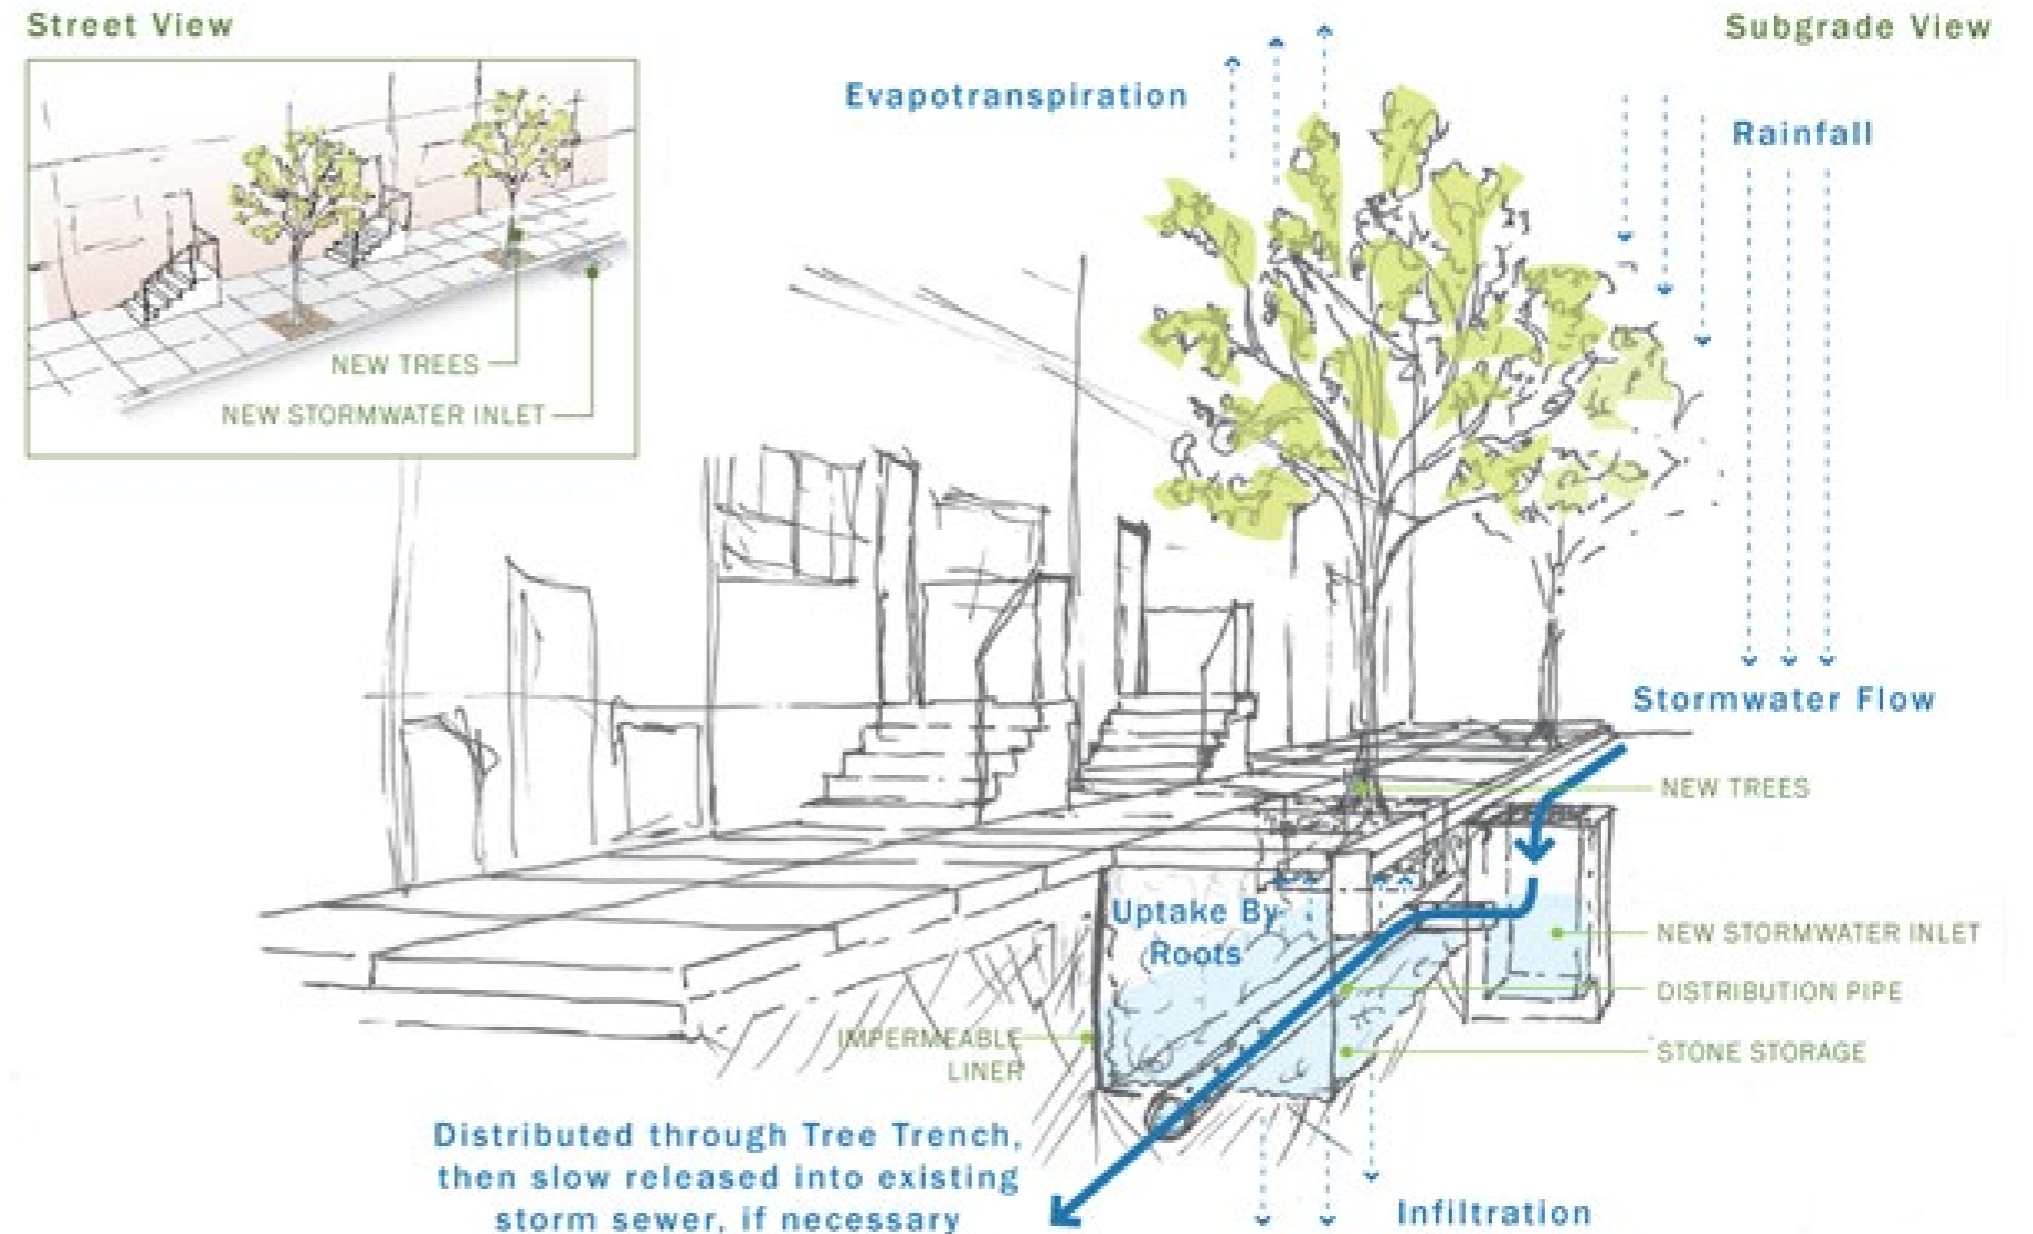 Street View
NEW TREES
NEW STORMWATER INLET
Subgrade View
Evapotranspiration
Rainfall
Stormwater Flow
NEW TREES
Uptake By
Roots
NEW STORMWATER INLET
DISTRIBUTION PIPE
STONE STORAGE
IMPERMEABLE
LINER
Distributed through Tree Trench,
then slow released into existing
storm sewer, if necessary
Infiltration